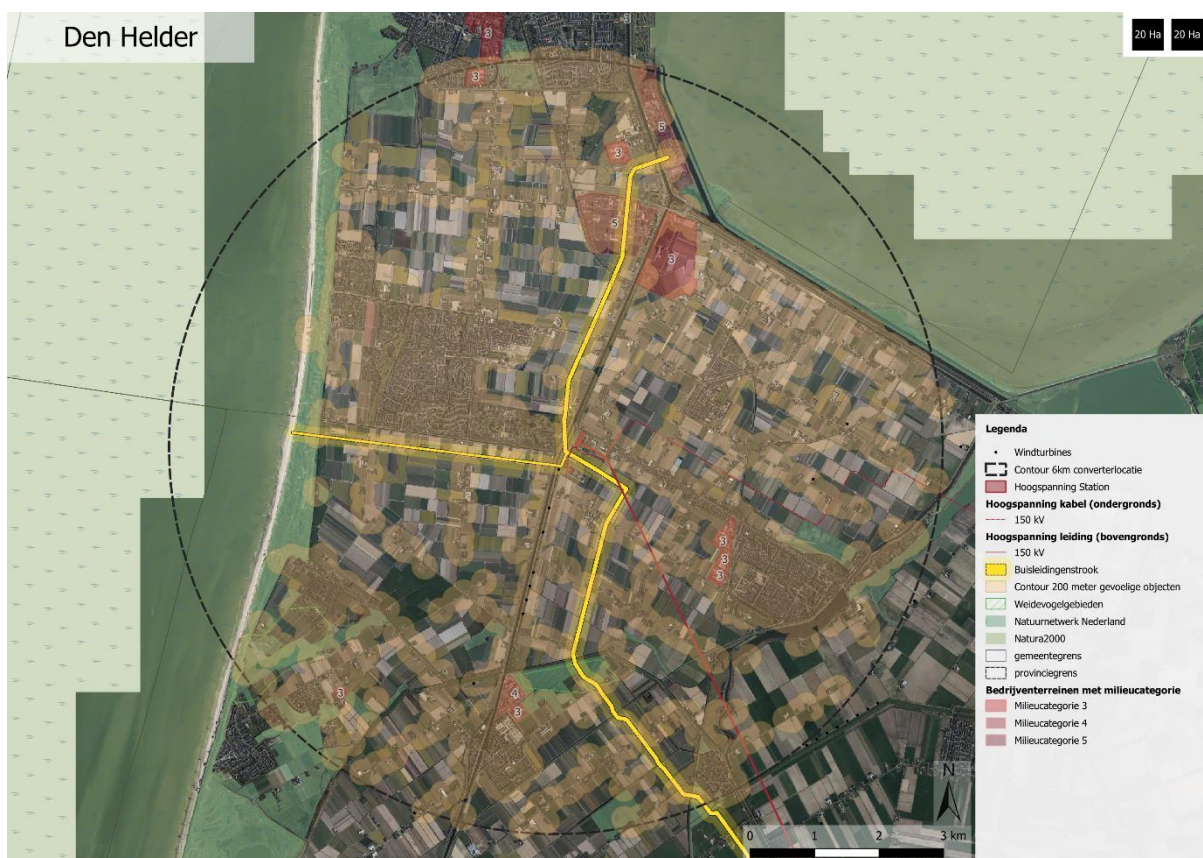 Den Helder
20 Ha 20 Ha
3
3
3
5
3
5
3
3
3
3
3
4
3
Legenda
Windturbines
Contour 6km converterlocatie
Hoogspanning Station
Hoogspanning kabel (ondergronds)
150 kV
Hoogspanning leiding (bovengronds)
150 kV
Buisleidingenstrook
Contour 200 meter gevoelige objecten
Weidevogelgebieden
Natuurnetwerk Nederland
Natura2000
gemeentegrens
provinciegrens
Bedrijventerreinen met milieucategorie
Milieucategorie 3
Milieucategorie 4
Milieucategorie 5
N
0 1 2 3 km